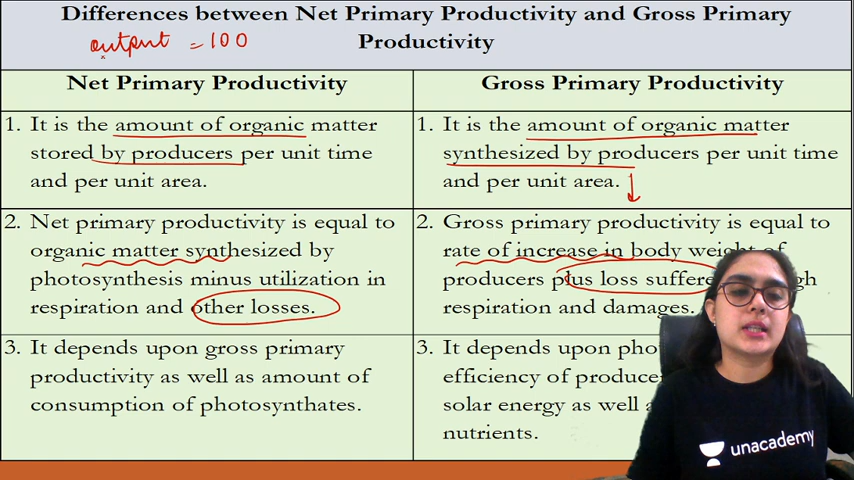 Differences between Net Primary Productivity and Gross Primary
output = 100
Productivity
Net Primary Productivity
Gross Primary Productivity
1. It is the amount of organic matter
stored by producers per unit time
and per unit area.
1. It is the amount of organic matter
synthesized by producers per unit time
and per unit area.
2. Net primary productivity is equal to
organic matter synthesized by
photosynthesis minus utilization in
respiration and other losses.
2. Gross primary productivity is equal to
rate of increase in body weight of
producers plus loss suffere
respiration and damages.
3. It depends upon gross primary
productivity as well as amount of
consumption of photosynthates.
3. It depends upon
efficiency of
solar energy as well
nutrients.
unacademy